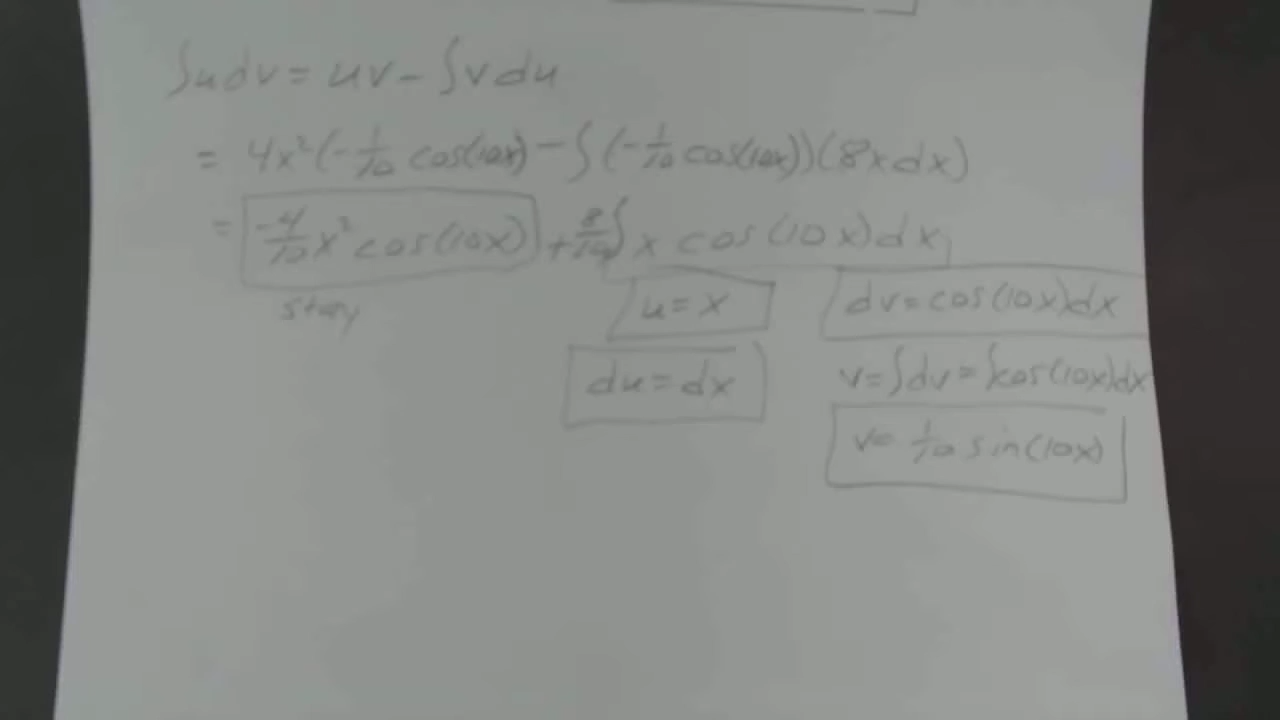 ∫udv = uv - ∫vdu
= 4x²(-1/10 cos(10x) - ∫(-1/10 cos(10x))(8x dx)
= -4/10 x² cos(10x) + 8/10 ∫ x cos(10x)dx
stay
u = x
dv = cos(10x)dx
du = dx
v = ∫dv = ∫cos(10x)dx
v = 1/10 sin(10x)